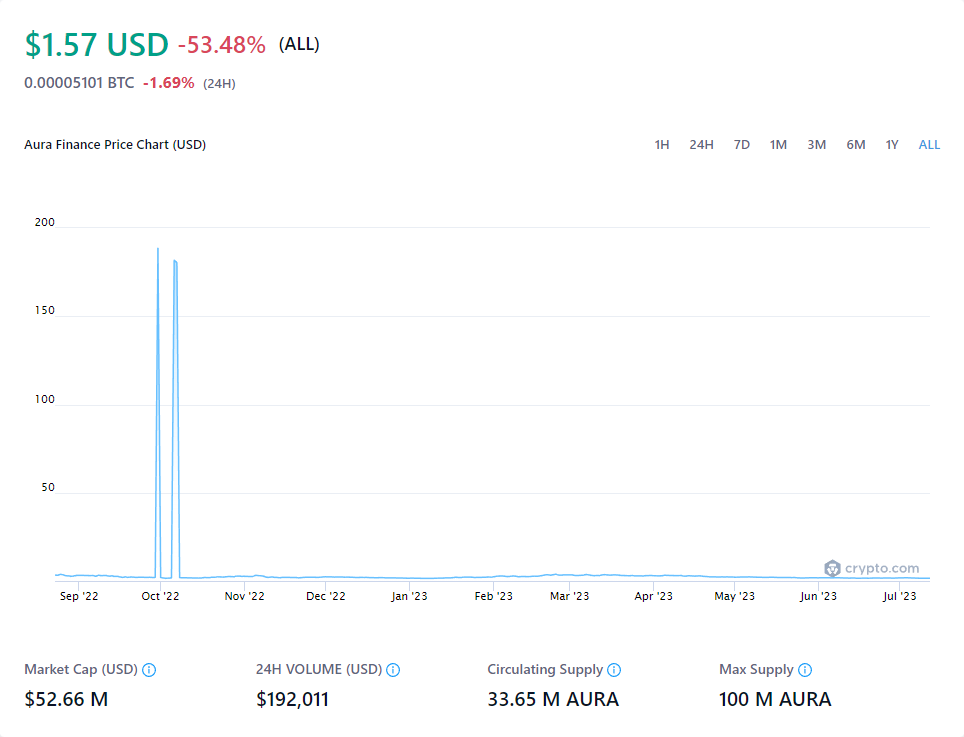 $1.57 USD -53.48% (ALL)
0.00005101 BTC -1.69% (24H)
Aura Finance Price Chart (USD) 1H 24H 7D 1M 3M 6M 1Y ALL
200
150
100
50
crypto.com
Sep '22 Oct '22 Nov '22 Dec '22 Jan '23 Feb '23 Mar '23 Apr '23 May '23 Jun '23 Jul '23
Market Cap (USD) 24H VOLUME (USD) Circulating Supply Max Supply
$52.66 M $192,011 33.65 M AURA 100 M AURA